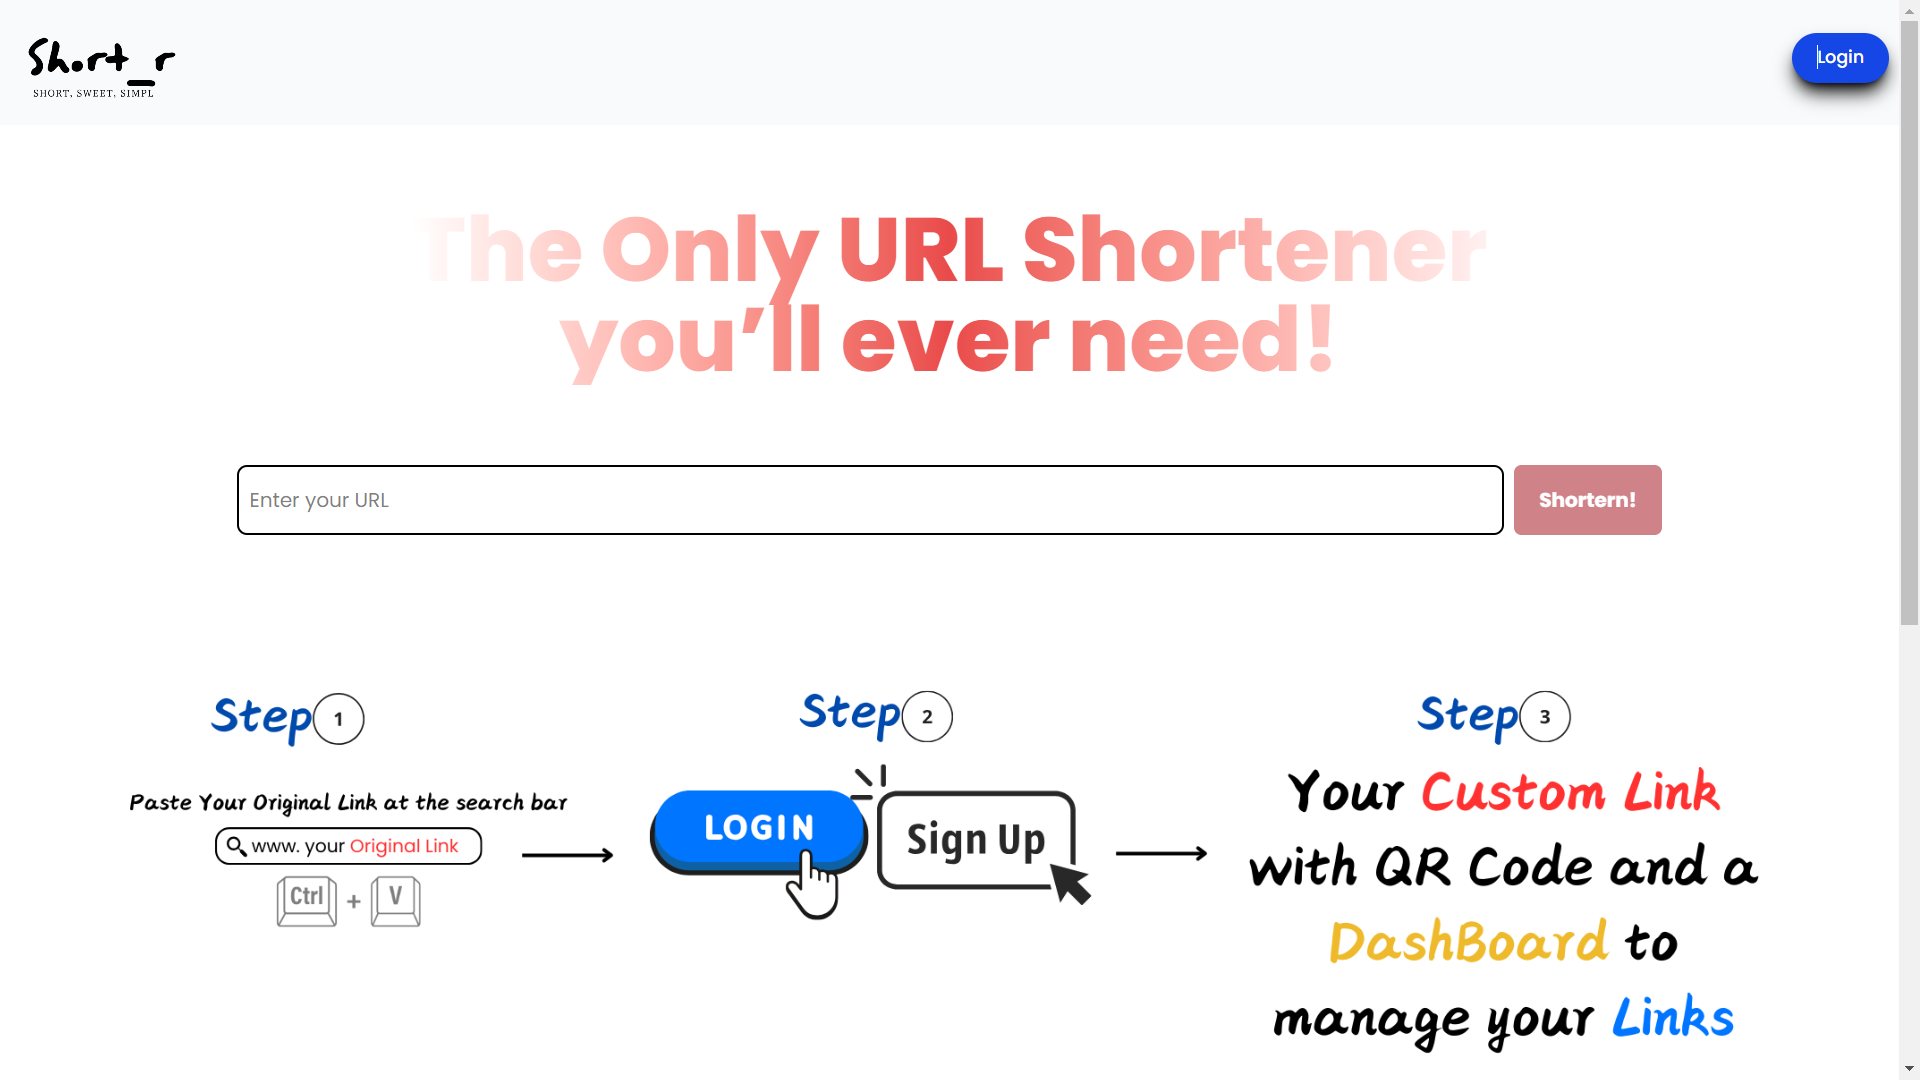 Short_r
SHORT, SWEET, SIMPL
Login
The Only URL Shortener
you’ll ever need!
Enter your URL
Shortern!
Step 1
Paste Your Original Link at the search bar
www. your Original Link
Ctrl + V
Step 2
LOGIN
Sign Up
Step 3
Your Custom Link
with QR Code and a
DashBoard to
manage your Links